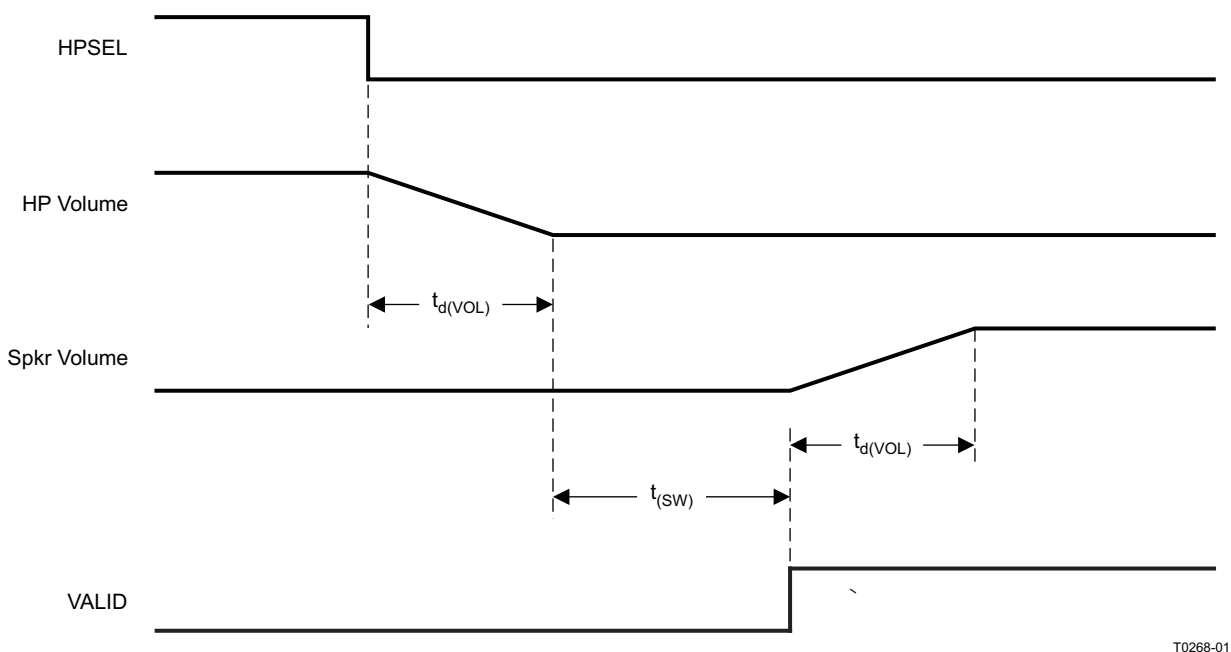 HPSEL
HP Volume
t_d(VOL)
Spkr Volume
t_d(VOL)
t_(SW)
VALID
T0268-01